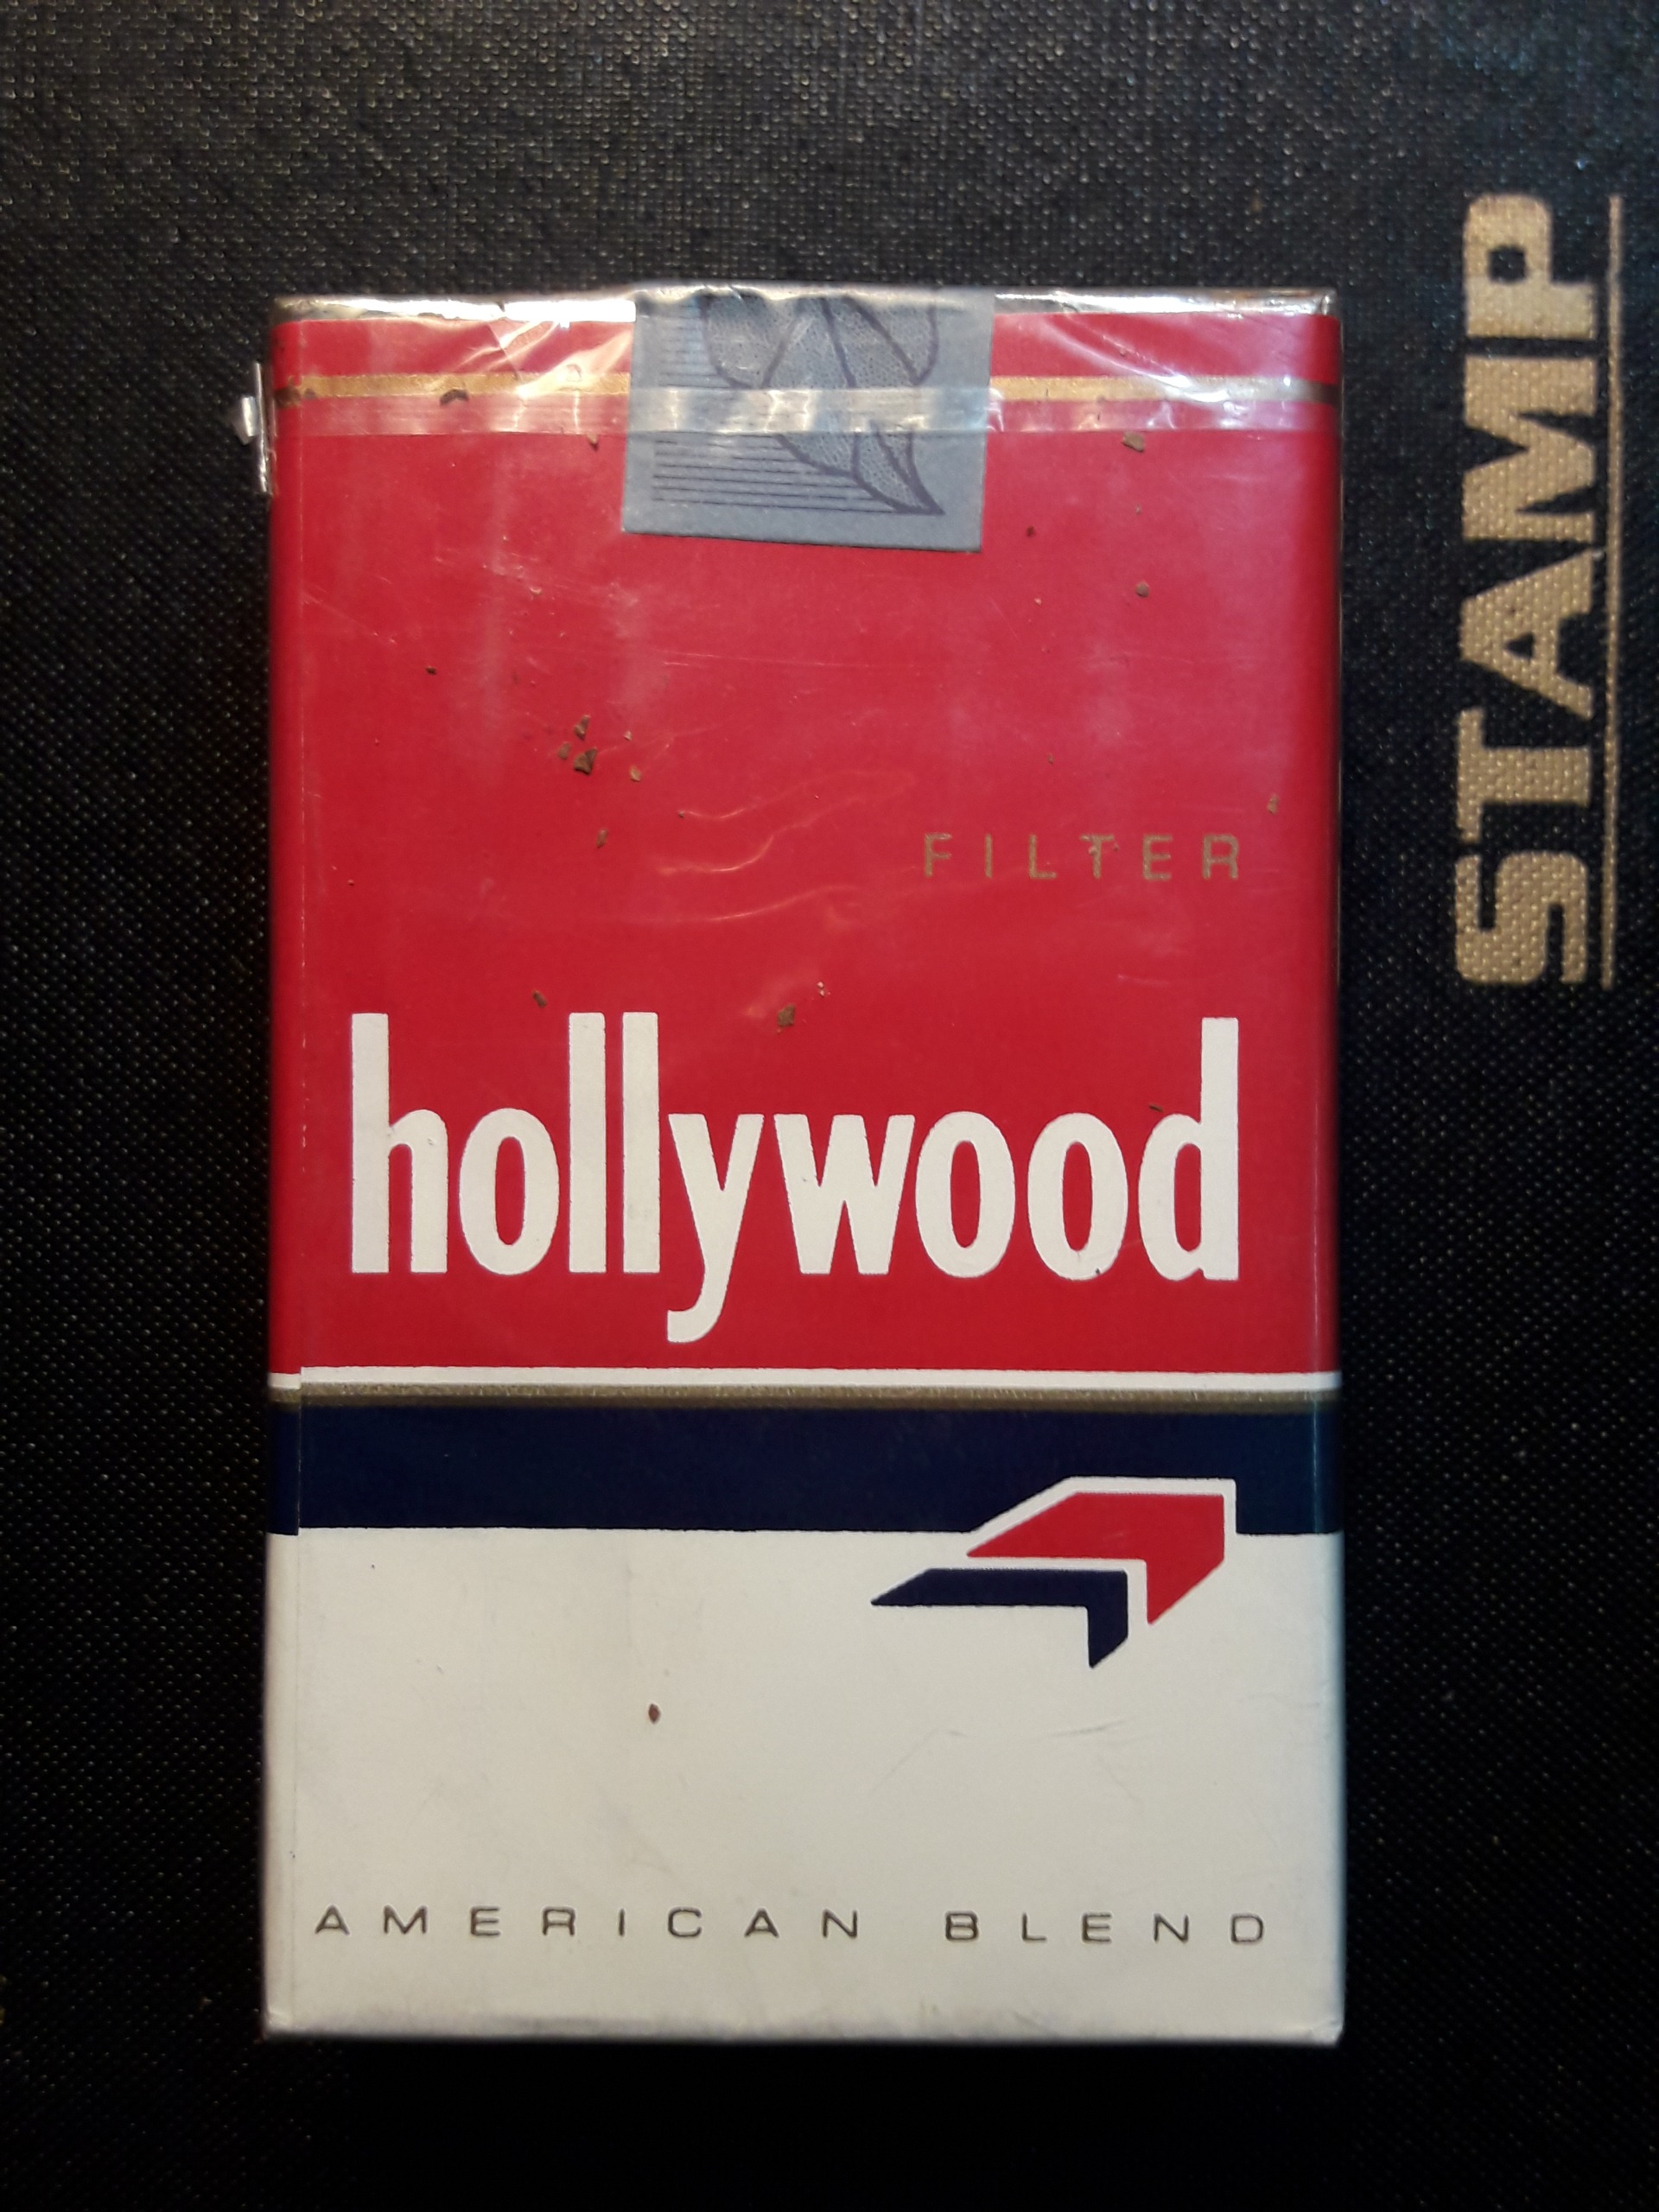 FILTER
hollywood
AMERICAN BLEND
STAMP